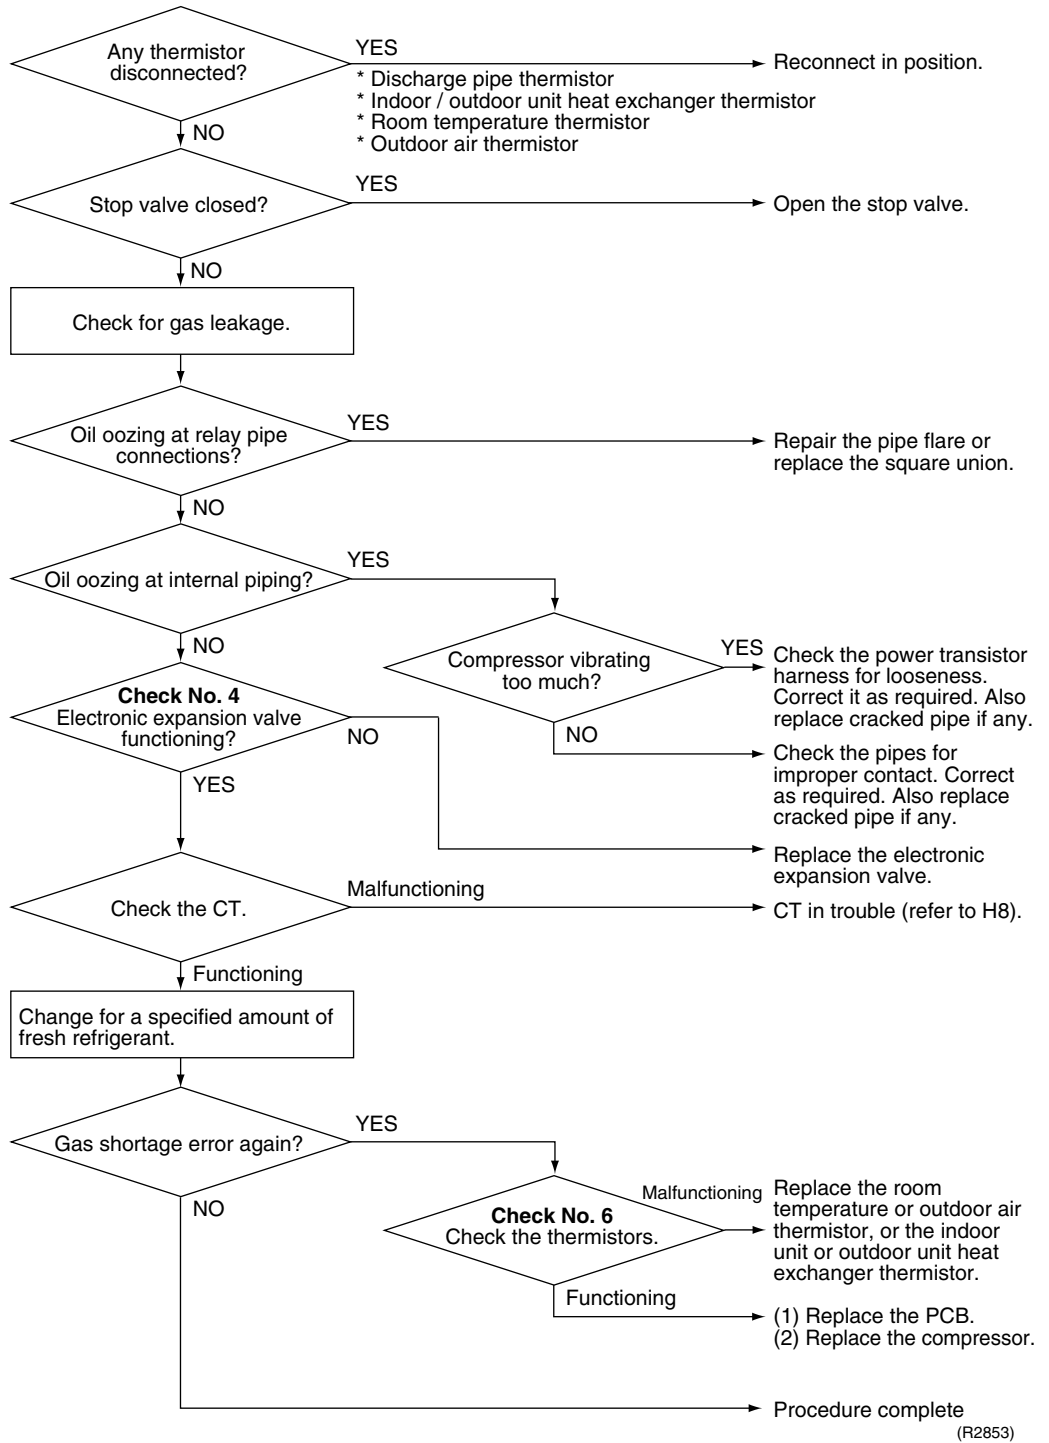 Any thermistor
disconnected?
YES
* Discharge pipe thermistor
* Indoor / outdoor unit heat exchanger thermistor
* Room temperature thermistor
* Outdoor air thermistor
Reconnect in position.
NO
Stop valve closed?
YES
Open the stop valve.
NO
Check for gas leakage.
Oil oozing at relay pipe
connections?
YES
Repair the pipe flare or
replace the square union.
NO
Oil oozing at internal piping?
YES
Compressor vibrating
too much?
YES
Check the power transistor
harness for looseness.
Correct it as required. Also
replace cracked pipe if any.
NO
Check the pipes for
improper contact. Correct
as required. Also replace
cracked pipe if any.
NO
Check No. 4
Electronic expansion valve
functioning?
NO
Replace the electronic
expansion valve.
YES
Check the CT.
Malfunctioning
CT in trouble (refer to H8).
Functioning
Change for a specified amount of
fresh refrigerant.
Gas shortage error again?
YES
Check No. 6
Check the thermistors.
Malfunctioning
Replace the room
temperature or outdoor air
thermistor, or the indoor
unit or outdoor unit heat
exchanger thermistor.
Functioning
(1) Replace the PCB.
(2) Replace the compressor.
NO
Procedure complete
(R2853)